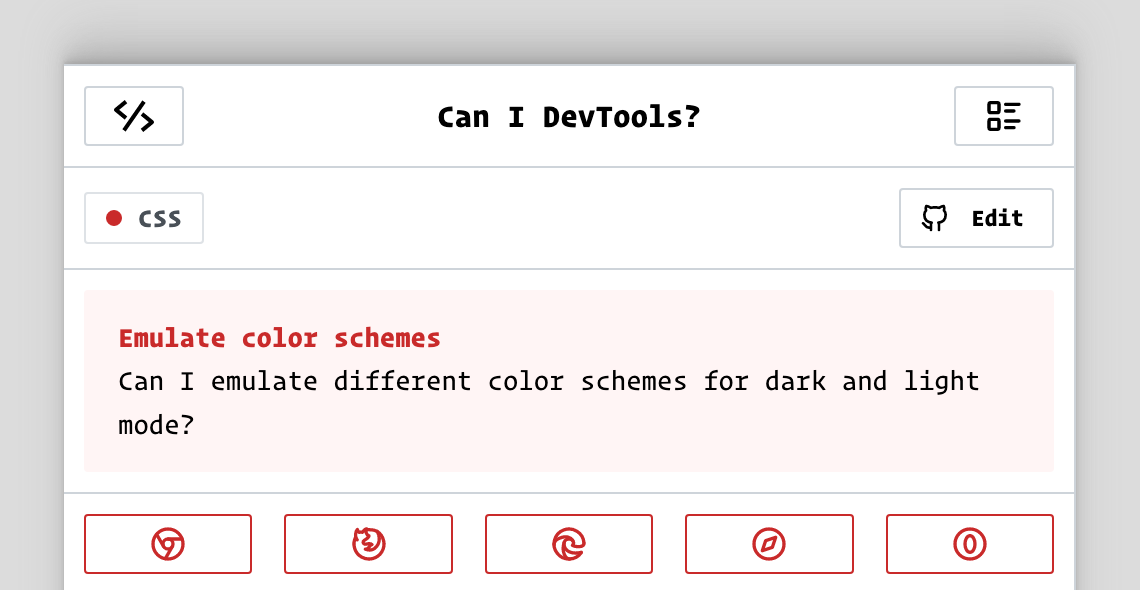 Can I DevTools?
CSS
Edit
Emulate color schemes
Can I emulate different color schemes for dark and light
mode?